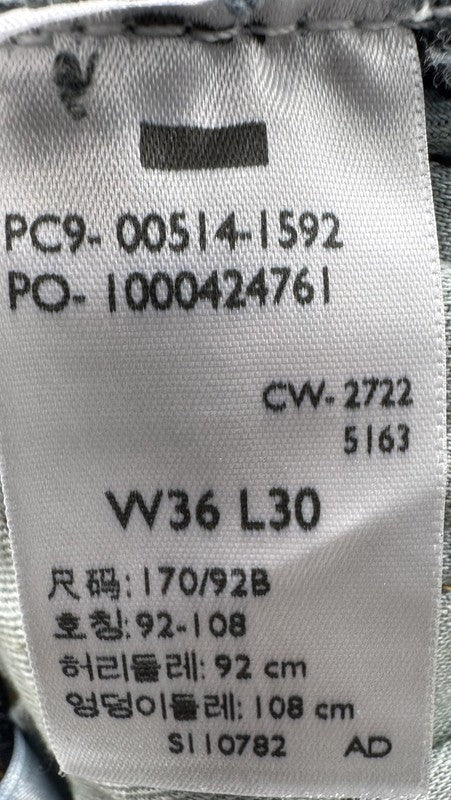 PC9- 00514-1592
PO- 1000424761
CW- 2722
5163
W36 L30
尺码: 170/92B
호칭: 92-108
허리둘레: 92 cm
엉덩이둘레: 108 cm
S110782 AD